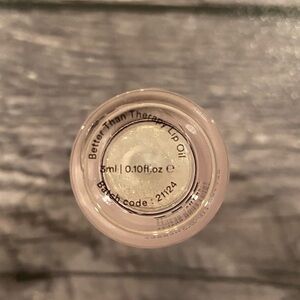 Better Than Therapy Lip Oil
3ml | 0.10fl.oz ℮
Batch code : 21124